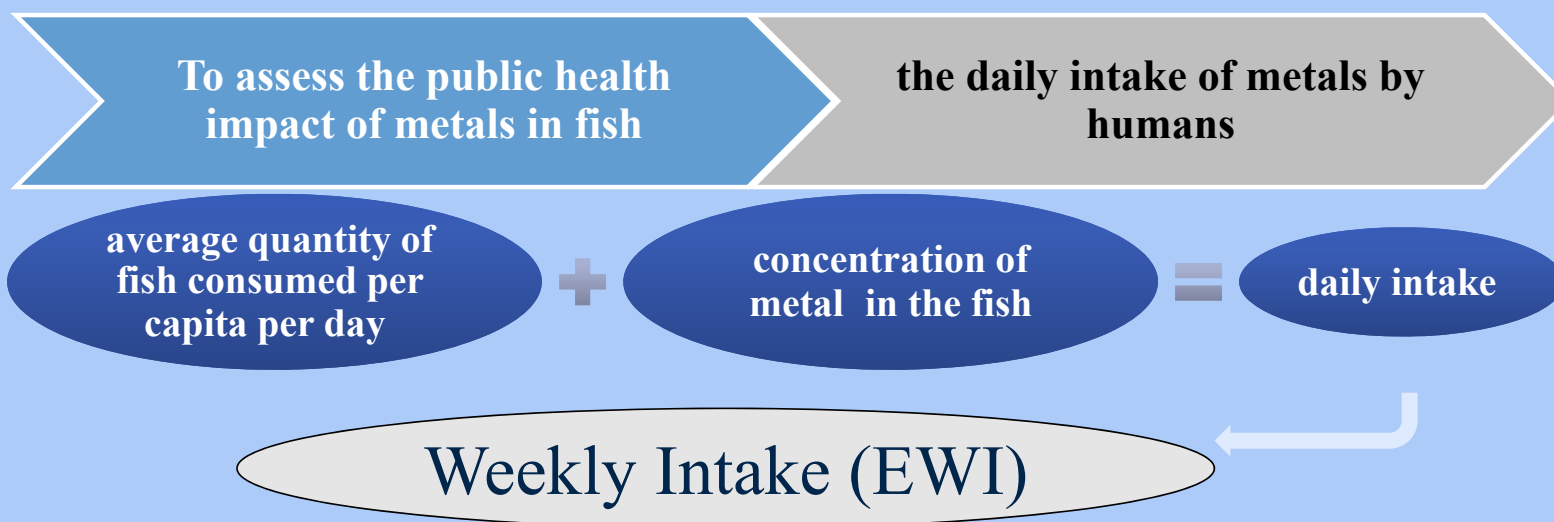 To assess the public health
impact of metals in fish
the daily intake of metals by
humans
average quantity of
fish consumed per
capita per day
concentration of
metal  in the fish
daily intake
Weekly Intake (EWI)